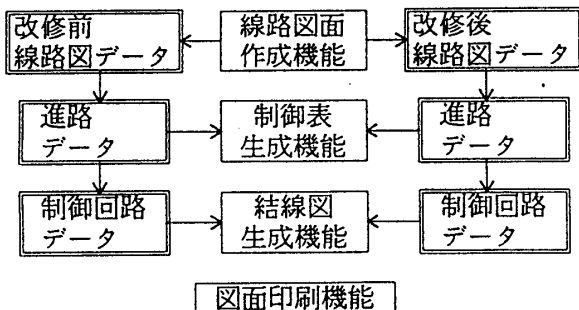 改修前
線路図データ
線路図面
作成機能
改修後
線路図データ
進路
データ
制御表
生成機能
進路
データ
制御回路
データ
結線図
生成機能
制御回路
データ
図面印刷機能